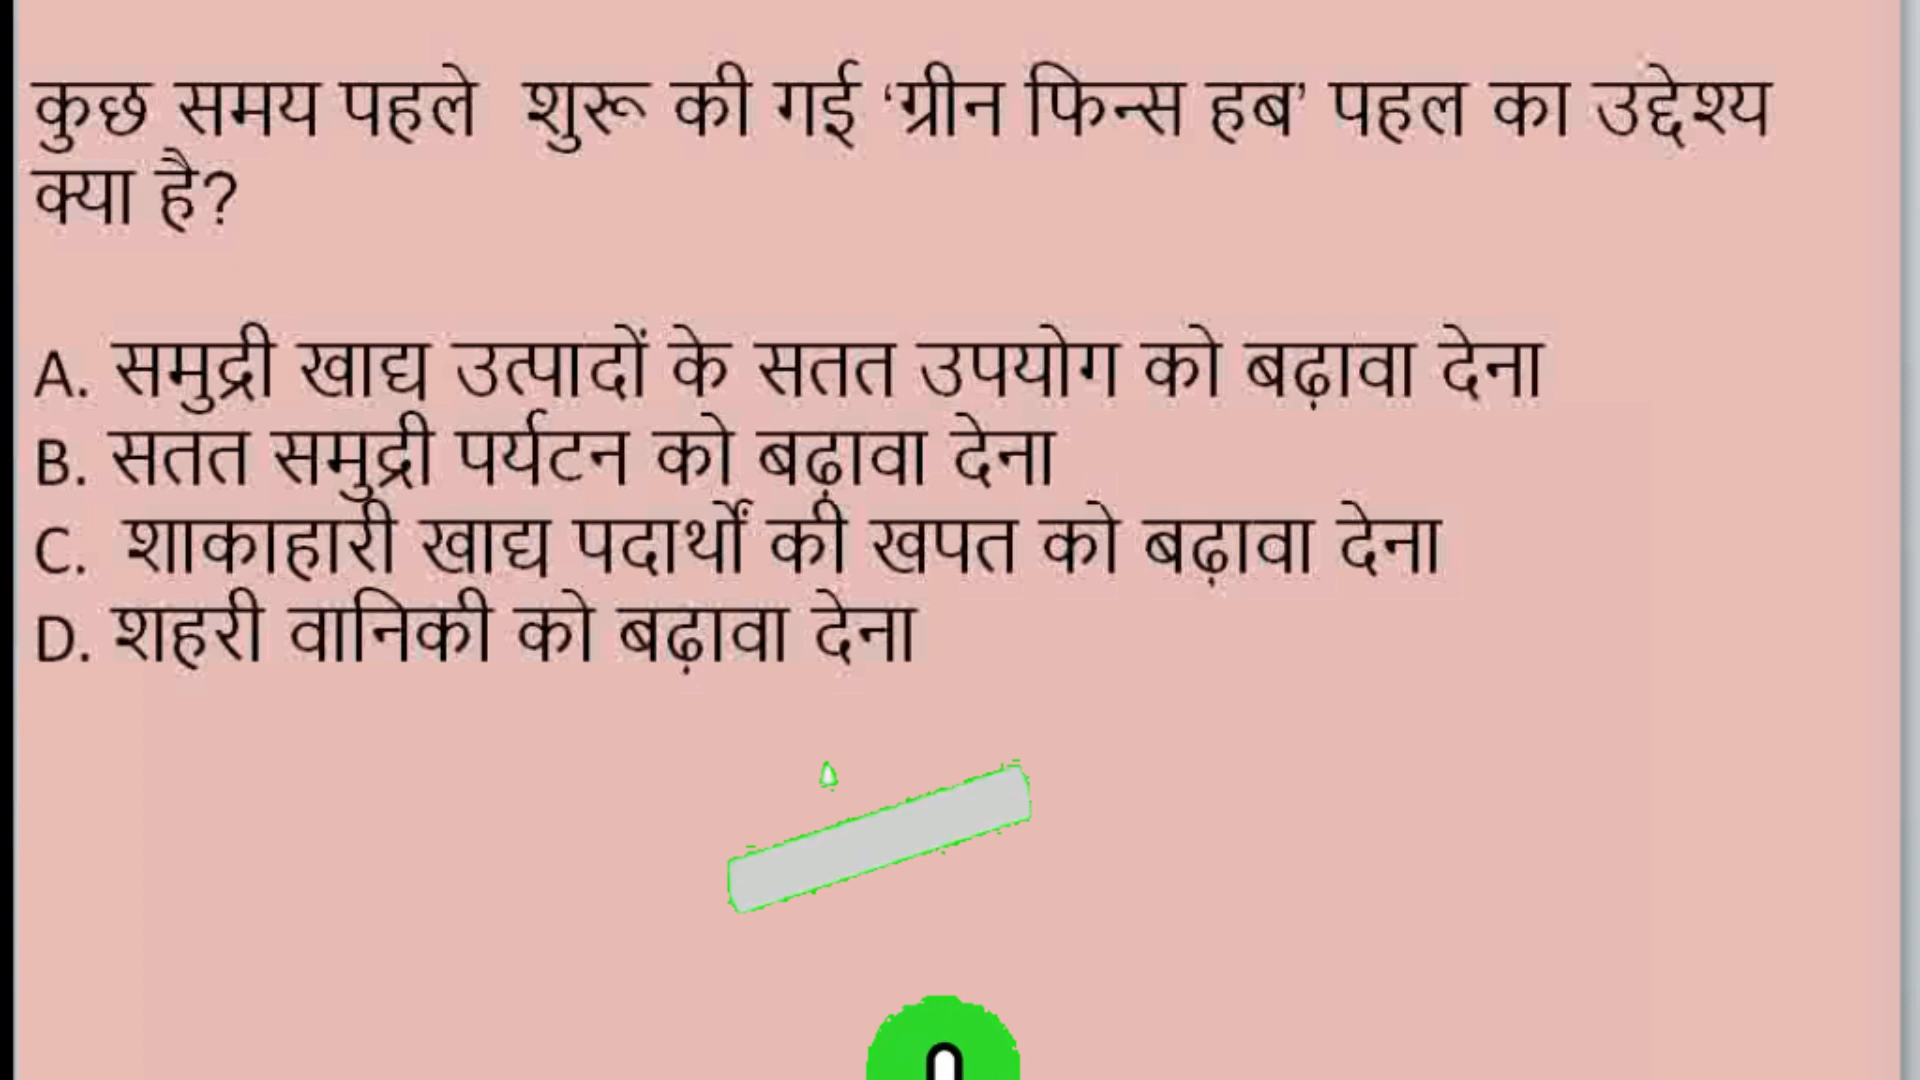 कुछ समय पहले शुरू की गई ‘ग्रीन फिन्स हब’ पहल का उद्देश्य
क्या है?
A. समुद्री खाद्य उत्पादों के सतत उपयोग को बढ़ावा देना
B. सतत समुद्री पर्यटन को बढ़ावा देना
C. शाकाहारी खाद्य पदार्थों की खपत को बढ़ावा देना
D. शहरी वानिकी को बढ़ावा देना